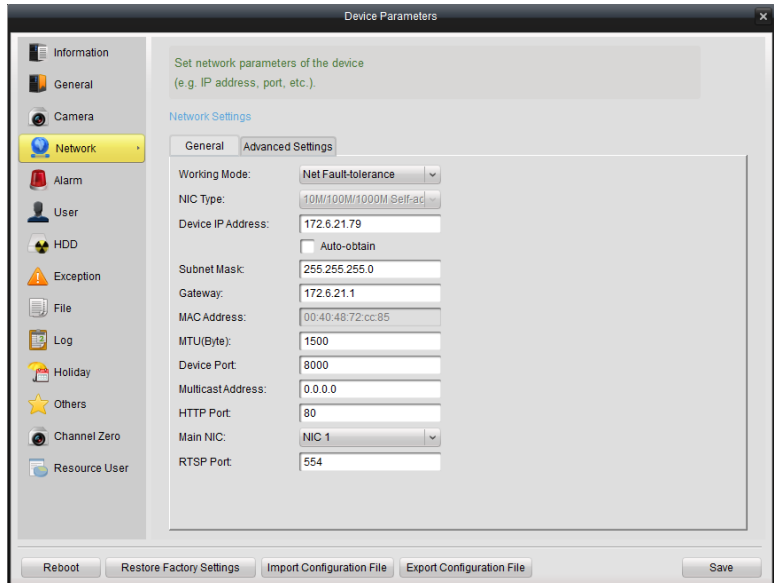 Device Parameters
Information
General
Camera
Network
Alarm
User
HDD
Exception
File
Log
Holiday
Others
Channel Zero
Resource User
Set network parameters of the device
(e.g. IP address, port, etc.).
Network Settings
General Advanced Settings
Working Mode: Net Fault-tolerance
NIC Type: 10M/100M/1000M Self-ac
Device IP Address: 172.6.21.79
Auto-obtain
Subnet Mask: 255.255.255.0
Gateway: 172.6.21.1
MAC Address: 00:40:48:72:cc:85
MTU(Byte): 1500
Device Port: 8000
Multicast Address: 0.0.0.0
HTTP Port: 80
Main NIC: NIC 1
RTSP Port: 554
Reboot Restore Factory Settings Import Configuration File Export Configuration File Save